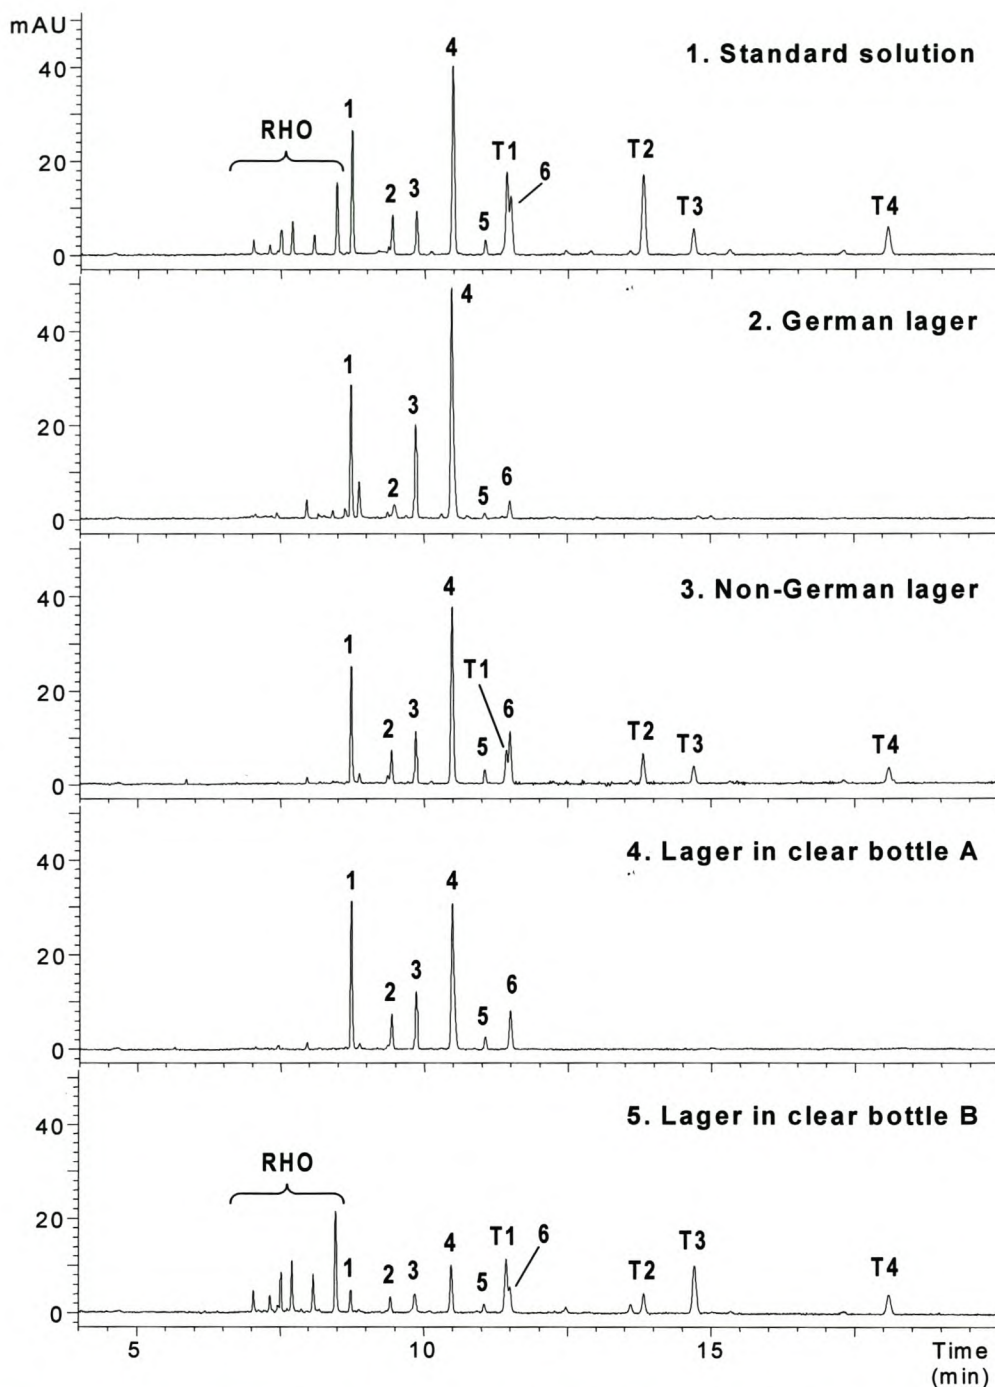 mAU
1. Standard solution
40
20
0
RHO
1
2
3
4
5
T1
6
T2
T3
T4
2. German lager
40
20
0
1
2
3
4
5
6
3. Non-German lager
40
20
0
1
2
3
4
5
T1
6
T2
T3
T4
4. Lager in clear bottle A
40
20
0
1
2
3
4
5
6
5. Lager in clear bottle B
40
20
0
RHO
1
2
3
4
5
T1
6
T2
T3
T4
5
10
15
Time
(min)